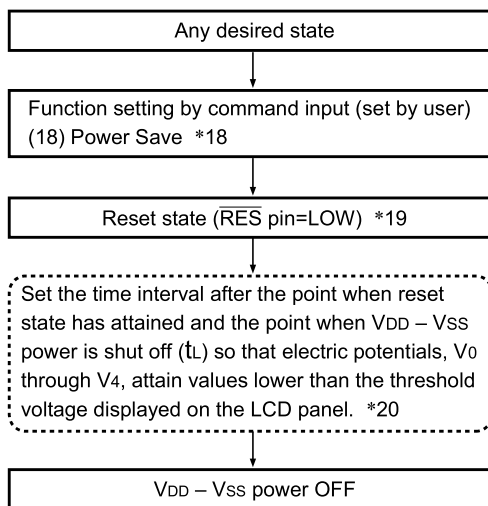 Any desired state
Function setting by command input (set by user)
(18) Power Save *18
Reset state (R̅E̅S̅ pin=LOW) *19
Set the time interval after the point when reset
state has attained and the point when VDD – VSS
power is shut off (tL) so that electric potentials, V0
through V4, attain values lower than the threshold
voltage displayed on the LCD panel. *20
VDD – VSS power OFF